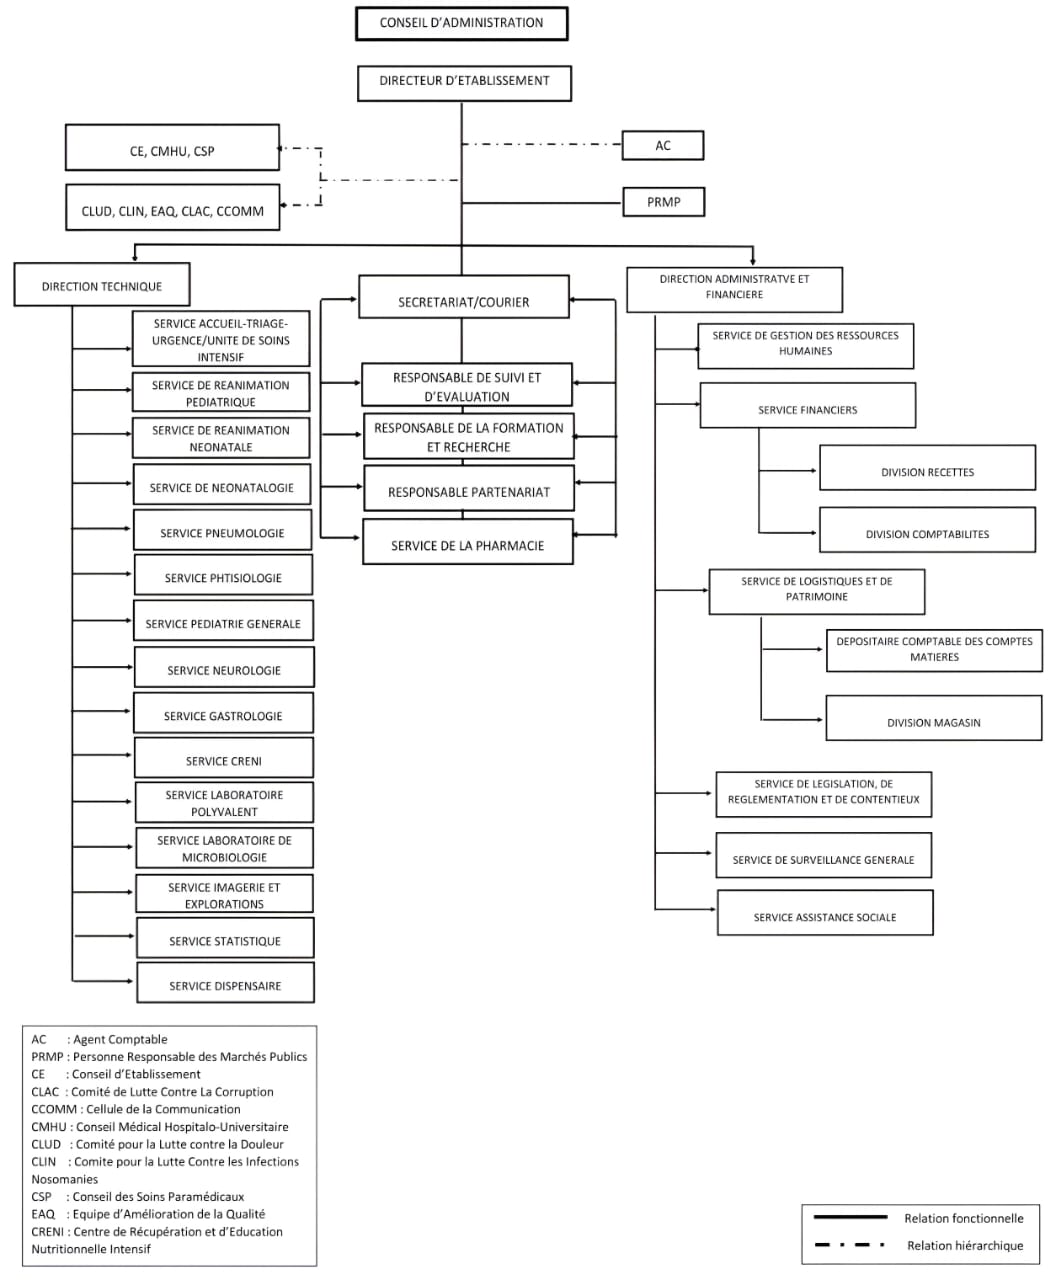 CONSEIL D'ADMINISTRATION
DIRECTEUR D'ETABLISSEMENT
CE, CMHU, CSP
AC
CLUD, CLIN, EAQ, CLAC, CCOMM
PRMP
DIRECTION TECHNIQUE
SERVICE ACCUEIL-TRIAGE-
URGENCE/UNITE DE SOINS
INTENSIF
SERVICE DE REANIMATION
PEDIATRIQUE
SERVICE DE REANIMATION
NEONATALE
SERVICE DE NEONATALOGIE
SERVICE PNEUMOLOGIE
SERVICE PHTISIOLOGIE
SERVICE PEDIATRIE GENERALE
SERVICE NEUROLOGIE
SERVICE GASTROLOGIE
SERVICE CRENI
SERVICE LABORATOIRE
POLYVALENT
SERVICE LABORATOIRE DE
MICROBIOLOGIE
SERVICE IMAGERIE ET
EXPLORATIONS
SERVICE STATISTIQUE
SERVICE DISPENSAIRE
SECRETARIAT/COURIER
RESPONSABLE DE SUIVI ET
D'EVALUATION
RESPONSABLE DE LA FORMATION
ET RECHERCHE
RESPONSABLE PARTENARIAT
SERVICE DE LA PHARMACIE
DIRECTION ADMINISTRATVE ET
FINANCIERE
SERVICE DE GESTION DES RESSOURCES
HUMAINES
SERVICE FINANCIERS
DIVISION RECETTES
DIVISION COMPTABILITES
SERVICE DE LOGISTIQUES ET DE
PATRIMOINE
DEPOSITAIRE COMPTABLE DES COMPTES
MATIERES
DIVISION MAGASIN
SERVICE DE LEGISLATION, DE
REGLEMENTATION ET DE CONTENTIEUX
SERVICE DE SURVEILLANCE GENERALE
SERVICE ASSISTANCE SOCIALE
AC : Agent Comptable
PRMP : Personne Responsable des Marchés Publics
CE : Conseil d'Etablissement
CLAC : Comité de Lutte Contre La Corruption
CCOMM : Cellule de la Communication
CMHU : Conseil Médical Hospitalo-Universitaire
CLUD : Comité pour la Lutte contre la Douleur
CLIN : Comite pour la Lutte Contre les Infections
Nosomanies
CSP : Conseil des Soins Paramédicaux
EAQ : Equipe d'Amélioration de la Qualité
CRENI : Centre de Récupération et d'Education
Nutritionnelle Intensif
Relation fonctionnelle
Relation hiérarchique